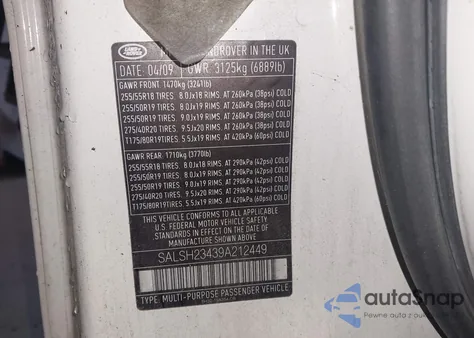 LAND ROVER
LANDROVER IN THE UK
DATE: 04/09 GWR: 3125kg (6889lb)
GAWR FRONT: 1470kg (3241lb)
255/55R18 TIRES. 8.0Jx18 RIMS. AT 260kPa (38psi) COLD
255/50R19 TIRES. 8.0Jx19 RIMS. AT 260kPa (38psi) COLD
255/50R19 TIRES. 9.0Jx19 RIMS. AT 260kPa (38psi) COLD
275/40R20 TIRES. 9.5Jx20 RIMS. AT 260kPa (38psi) COLD
T175/80R19TIRES. 5.5Jx19 RIMS. AT 420kPa (60psi) COLD
GAWR REAR: 1710kg (3770lb)
255/55R18 TIRES. 8.0Jx18 RIMS. AT 290kPa (42psi) COLD
255/50R19 TIRES. 8.0Jx19 RIMS. AT 290kPa (42psi) COLD
255/50R19 TIRES. 9.0Jx19 RIMS. AT 290kPa (42psi) COLD
275/40R20 TIRES. 9.5Jx20 RIMS. AT 290kPa (42psi) COLD
T175/80R19TIRES. 5.5Jx19 RIMS. AT 420kPa (60psi) COLD
THIS VEHICLE CONFORMS TO ALL APPLICABLE
U.S. FEDERAL MOTOR VEHICLE SAFETY
STANDARDS IN EFFECT ON THE DATE OF
MANUFACTURE SHOWN ABOVE.
SALSH23439A212449
TYPE: MULTI-PURPOSE PASSENGER VEHICLE
autoSnap
Pewne auto z pewnego